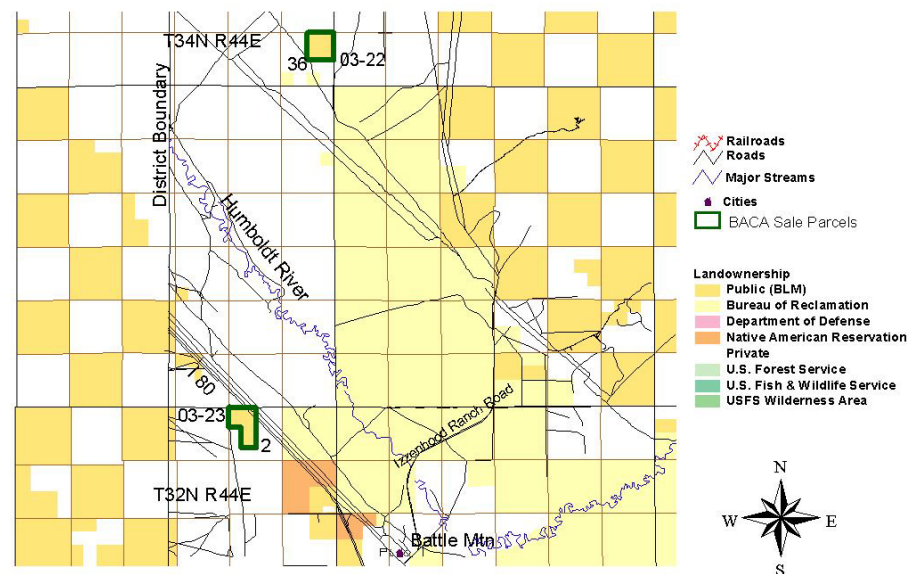 T34N R44E
36
03-22
District Boundary
Humboldt River
I 80
03-23
2
Izzenhood Ranch Road
T32N R44E
Battle Mtn
Railroads
Roads
Major Streams
Cities
BACA Sale Parcels
Landownership
Public (BLM)
Bureau of Reclamation
Department of Defense
Native American Reservation
Private
U.S. Forest Service
U.S. Fish & Wildlife Service
USFS Wilderness Area
N
W
E
S